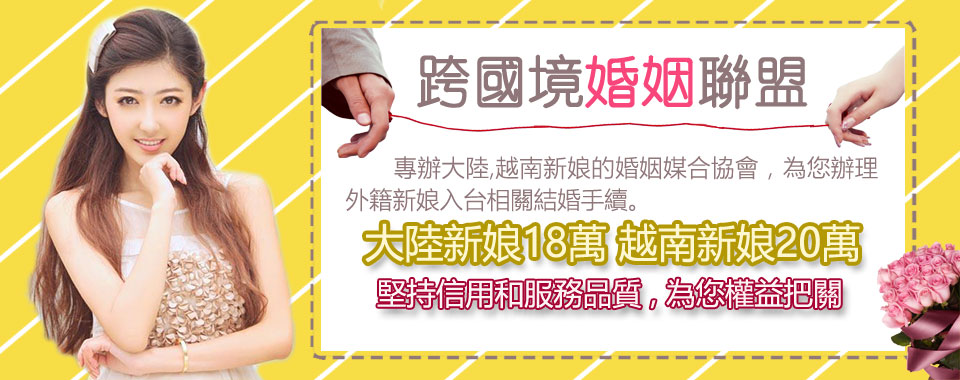 跨國境婚姻聯盟
專辦大陸,越南新娘的婚姻媒合協會，為您辦理
外籍新娘入台相關結婚手續。
大陸新娘18萬 越南新娘20萬
堅持信用和服務品質，為您權益把關